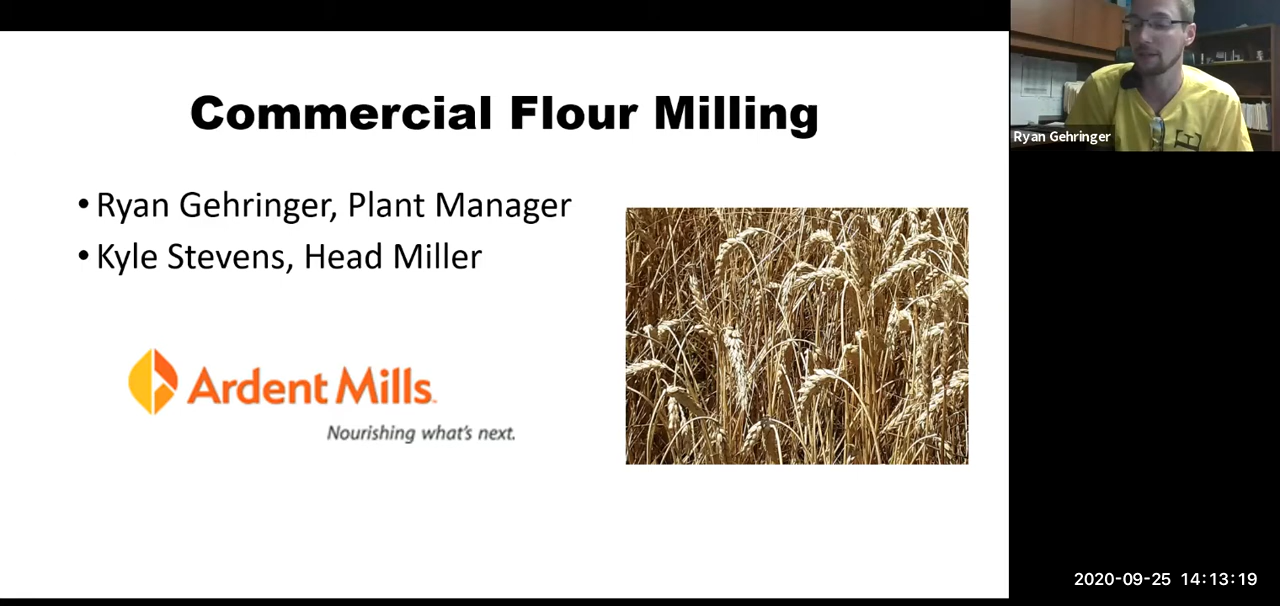 Commercial Flour Milling
• Ryan Gehringer, Plant Manager
• Kyle Stevens, Head Miller
Ardent Mills
Nourishing what's next.
Ryan Gehringer
2020-09-25 14:13:19